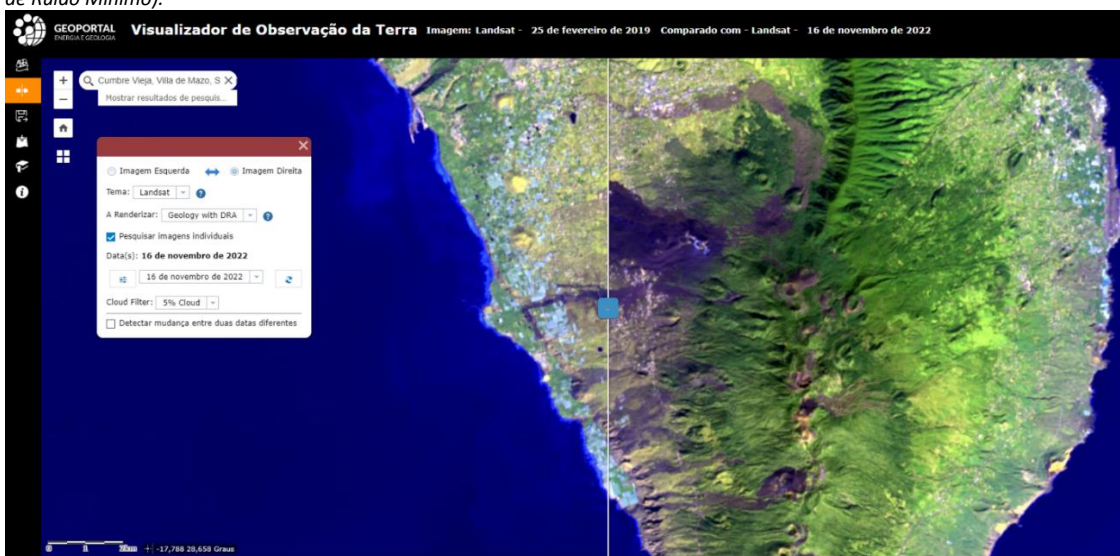 de Ruído Mínimo).
GEOPORTAL
ENERGIA E GEOLOGIA
Visualizador de Observação da Terra Imagem: Landsat - 25 de fevereiro de 2019 Comparado com - Landsat - 16 de novembro de 2022
+
−
Cumbre Vieja, Villa de Mazo, S X
Mostrar resultados de pesquis...
Imagem Esquerda Imagem Direita
Tema: Landsat ?
A Renderizar: Geology with DRA ?
Pesquisar imagens individuais
Data(s): 16 de novembro de 2022
16 de novembro de 2022
Cloud Filter: 5% Cloud
Detectar mudança entre duas datas diferentes
0 1 2km -17,788 28,658 Graus